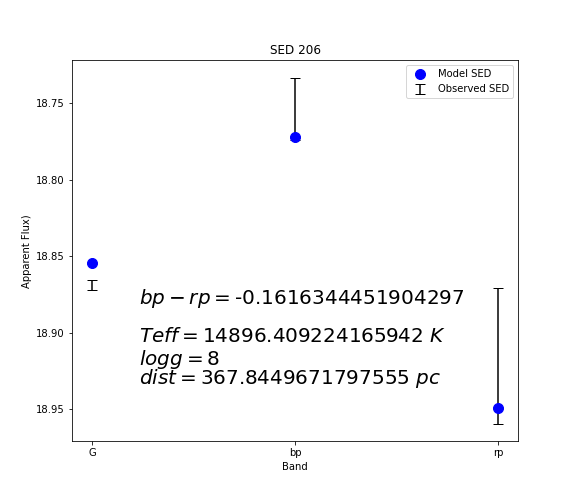 SED 206
Model SED
Observed SED
18.75
18.80
18.85
18.90
18.95
Apparent Flux)
bp − rp = -0.1616344451904297
Teff = 14896.409224165942 K
logg = 8
dist = 367.8449671797555 pc
G
bp
rp
Band